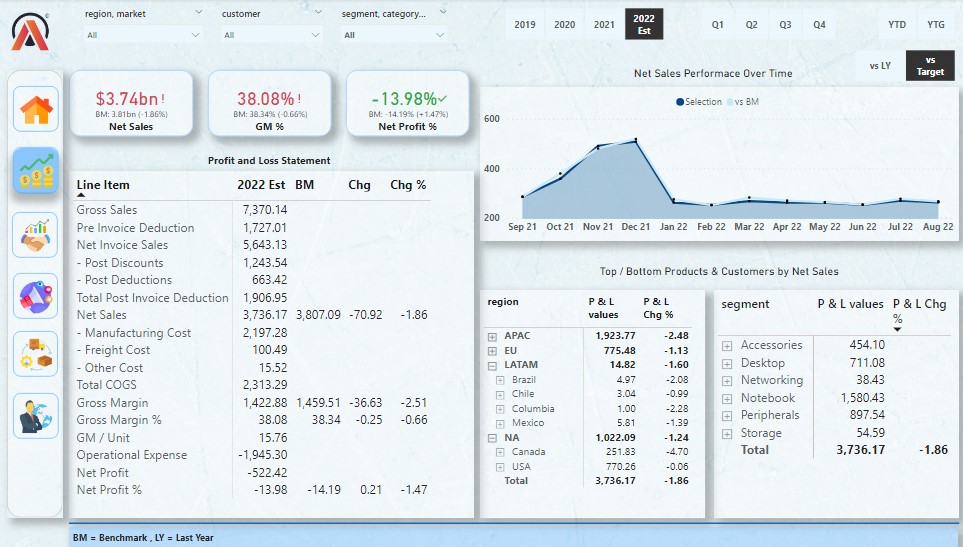 region, market
customer
segment, category...
All
All
All
2019 2020 2021 2022 Est
Q1 Q2 Q3 Q4
YTD YTG
vs LY
vs Target
$3.74bn !
BM: 3.81bn (-1.86%)
Net Sales
38.08% !
BM: 38.34% (-0.66%)
GM %
-13.98%✓
BM: -14.19% (+1.47%)
Net Profit %
Net Sales Performace Over Time
Selection vs BM
600
400
200
Sep 21 Oct 21 Nov 21 Dec 21 Jan 22 Feb 22 Mar 22 Apr 22 May 22 Jun 22 Jul 22 Aug 22
Profit and Loss Statement
Line Item 2022 Est BM Chg Chg %
Gross Sales 7,370.14
Pre Invoice Deduction 1,727.01
Net Invoice Sales 5,643.13
- Post Discounts 1,243.54
- Post Deductions 663.42
Total Post Invoice Deduction 1,906.95
Net Sales 3,736.17 3,807.09 -70.92 -1.86
- Manufacturing Cost 2,197.28
- Freight Cost 100.49
- Other Cost 15.52
Total COGS 2,313.29
Gross Margin 1,422.88 1,459.51 -36.63 -2.51
Gross Margin % 38.08 38.34 -0.25 -0.66
GM / Unit 15.76
Operational Expense -1,945.30
Net Profit -522.42
Net Profit % -13.98 -14.19 0.21 -1.47
Top / Bottom Products & Customers by Net Sales
region P & L values P & L Chg %
APAC 1,923.77 -2.48
EU 775.48 -1.13
LATAM 14.82 -1.60
Brazil 4.97 -2.08
Chile 3.04 -0.99
Columbia 1.00 -2.28
Mexico 5.81 -1.39
NA 1,022.09 -1.24
Canada 251.83 -4.70
USA 770.26 -0.06
Total 3,736.17 -1.86
segment P & L values P & L Chg %
Accessories 454.10
Desktop 711.08
Networking 38.43
Notebook 1,580.43
Peripherals 897.54
Storage 54.59
Total 3,736.17 -1.86
BM = Benchmark , LY = Last Year